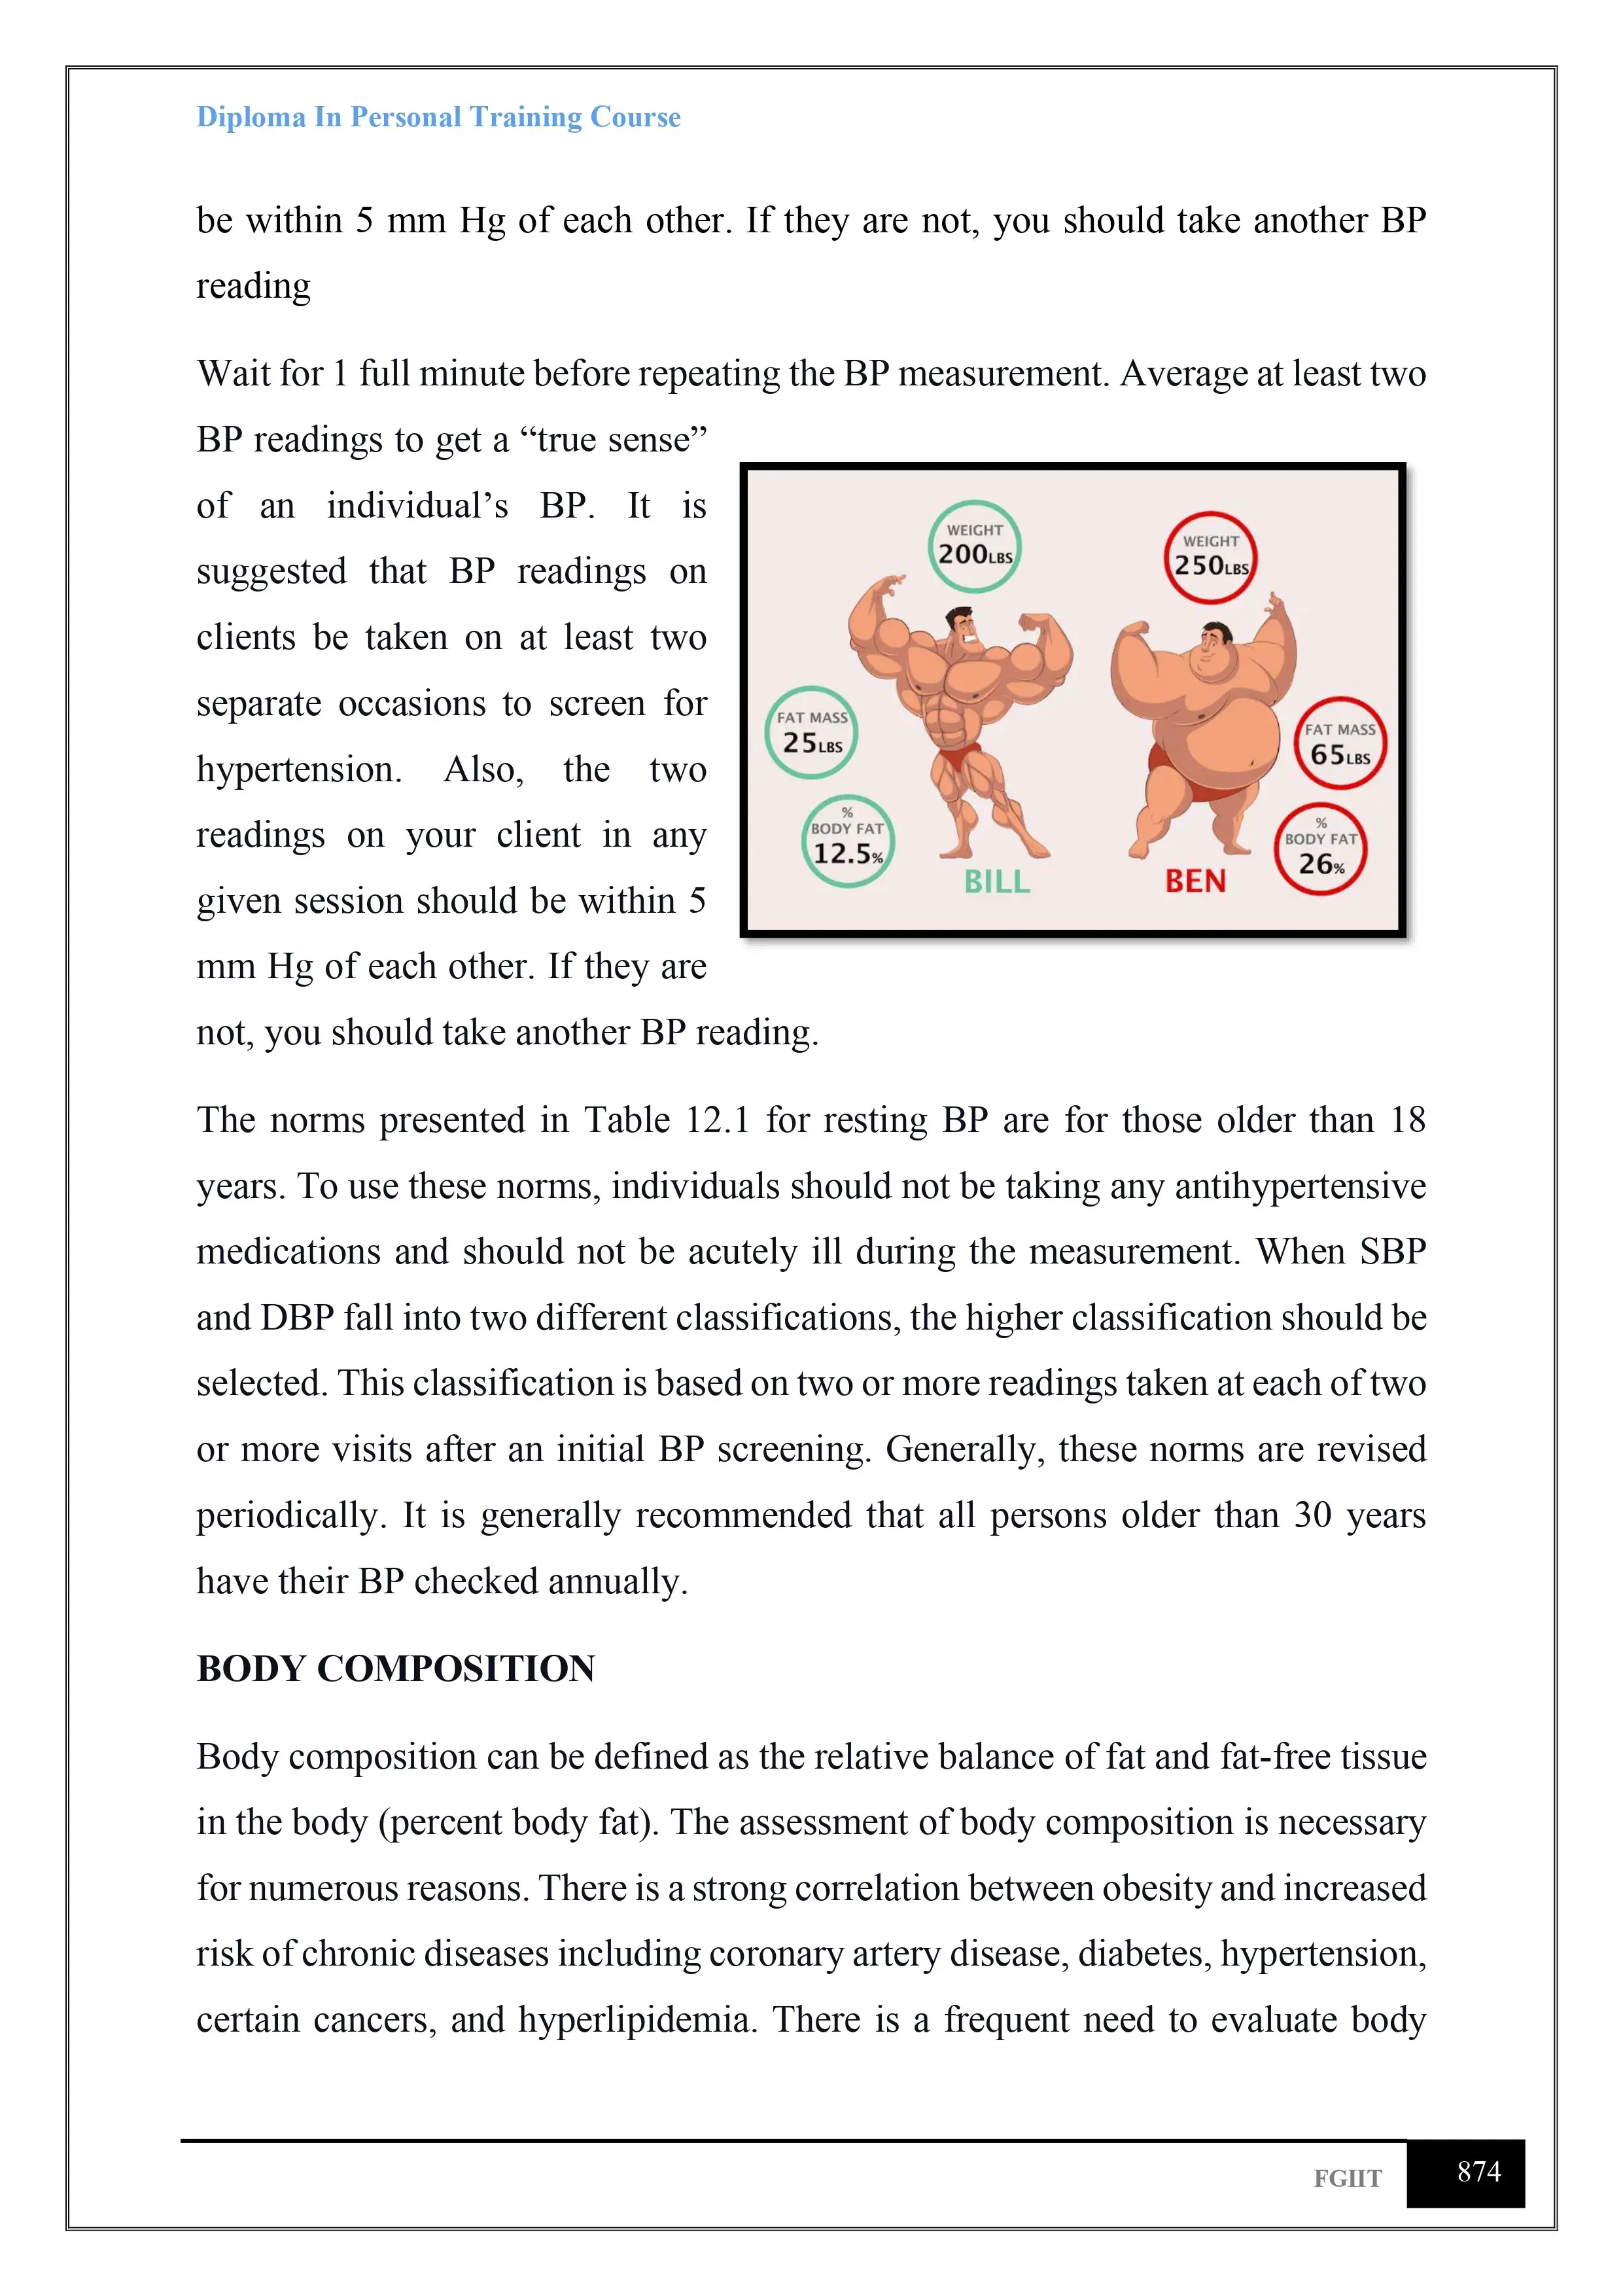 Diploma In Personal Training Course
be within 5 mm Hg of each other. If they are not, you should take another BP
reading
Wait for 1 full minute before repeating the BP measurement. Average at least two
BP readings to get a “true sense”
of an individual’s BP. It is
suggested that BP readings on
clients be taken on at least two
separate occasions to screen for
hypertension. Also, the two
readings on your client in any
given session should be within 5
mm Hg of each other. If they are
not, you should take another BP reading.
WEIGHT
200LBS
WEIGHT
250LBS
FAT MASS
25LBS
FAT MASS
65LBS
%
BODY FAT
12.5%
%
BODY FAT
26%
BILL
BEN
The norms presented in Table 12.1 for resting BP are for those older than 18
years. To use these norms, individuals should not be taking any antihypertensive
medications and should not be acutely ill during the measurement. When SBP
and DBP fall into two different classifications, the higher classification should be
selected. This classification is based on two or more readings taken at each of two
or more visits after an initial BP screening. Generally, these norms are revised
periodically. It is generally recommended that all persons older than 30 years
have their BP checked annually.
BODY COMPOSITION
Body composition can be defined as the relative balance of fat and fat-free tissue
in the body (percent body fat). The assessment of body composition is necessary
for numerous reasons. There is a strong correlation between obesity and increased
risk of chronic diseases including coronary artery disease, diabetes, hypertension,
certain cancers, and hyperlipidemia. There is a frequent need to evaluate body
FGIIT
874